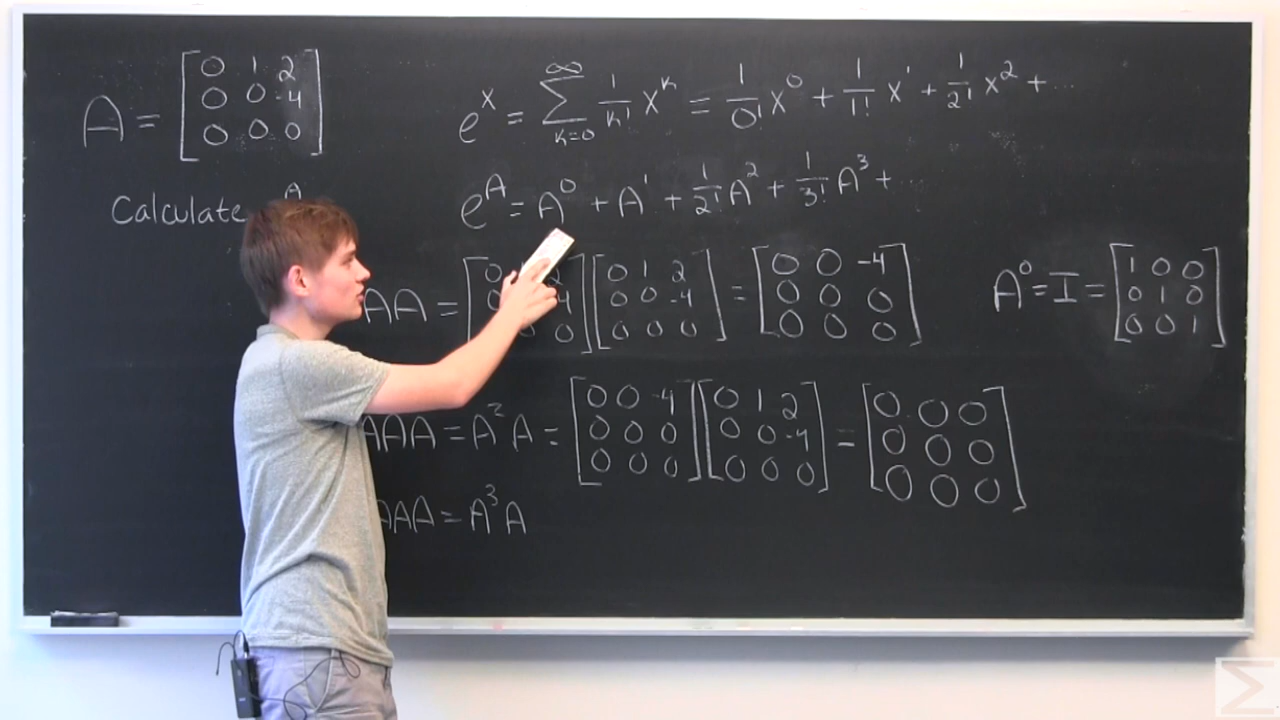 A = [0 1 2; 0 0 -4; 0 0 0]
e^x = ∑_{k=0}^{∞} 1/k! x^k = 1/0! x^0 + 1/1! x^1 + 1/2! x^2 + ...
Calculate ^A
e^A = A^0 + A^1 + 1/2! A^2 + 1/3! A^3 + ...
AA = [0 1 2; 0 4; 0][0 1 2; 0 0 -4; 0 0 0] = [0 0 -4; 0 0 0; 0 0 0]
A^0 = I = [1 0 0; 0 1 0; 0 0 1]
AAA = A^2 A = [0 0 -4; 0 0 0; 0 0 0][0 1 2; 0 0 -4; 0 0 0] = [0 0 0; 0 0 0; 0 0 0]
AAA = A^3 A
Σ